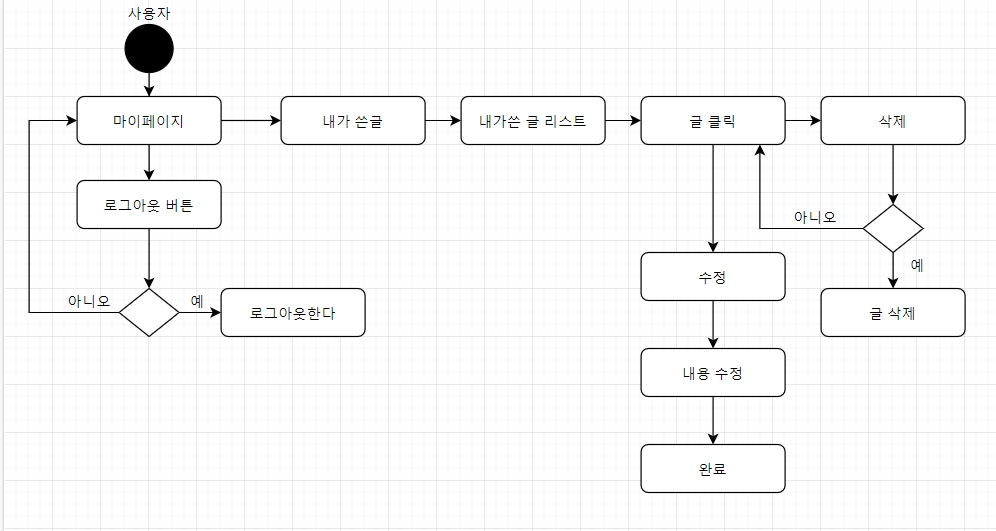 사용자
마이페이지
내가 쓴글
내가쓴 글 리스트
글 클릭
삭제
로그아웃 버튼
아니오
예
수정
아니오
예
로그아웃한다
글 삭제
내용 수정
완료